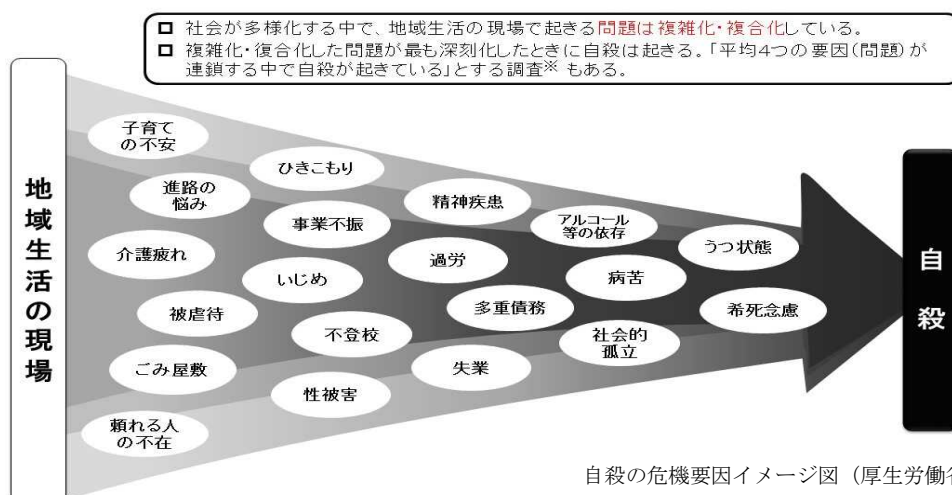 □ 社会が多様化する中で、地域生活の現場で起きる問題は複雑化・複合化している。
□ 複雑化・復合化した問題が最も深刻化したときに自殺は起きる。「平均4つの要因(問題)が
連鎖する中で自殺が起きている」とする調査※ もある。
地域生活の現場
子育て
の不安
進路の
悩み
介護疲れ
被虐待
ごみ屋敷
頼れる人
の不在
ひきこもり
事業不振
いじめ
不登校
性被害
精神疾患
過労
多重債務
失業
アルコール
等の依存
病苦
社会的
孤立
うつ状態
希死念慮
自殺
自殺の危機要因イメージ図（厚生労働省